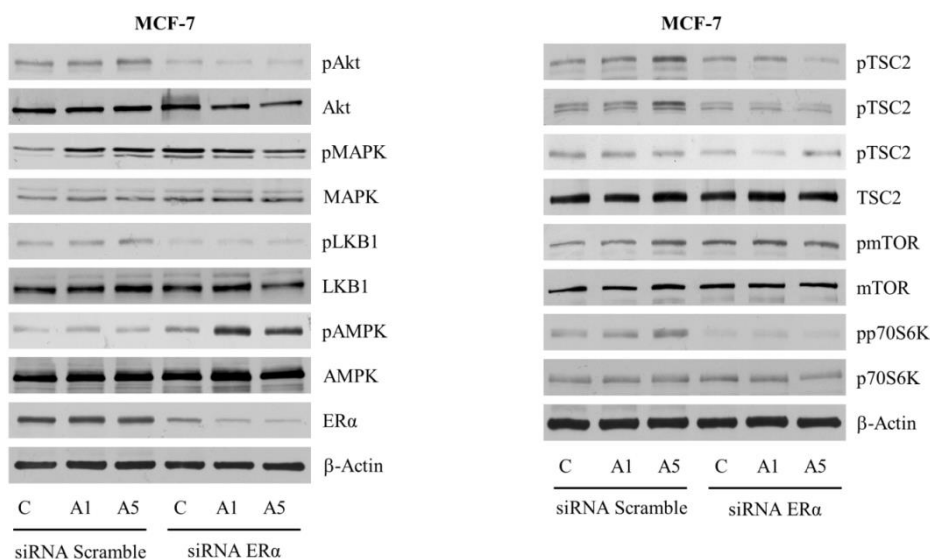 MCF-7
pAkt
Akt
pMAPK
MAPK
pLKB1
LKB1
pAMPK
AMPK
ERα
β-Actin
C A1 A5 C A1 A5
siRNA Scramble siRNA ERα
MCF-7
pTSC2
pTSC2
pTSC2
TSC2
pmTOR
mTOR
pp70S6K
p70S6K
β-Actin
C A1 A5 C A1 A5
siRNA Scramble siRNA ERα